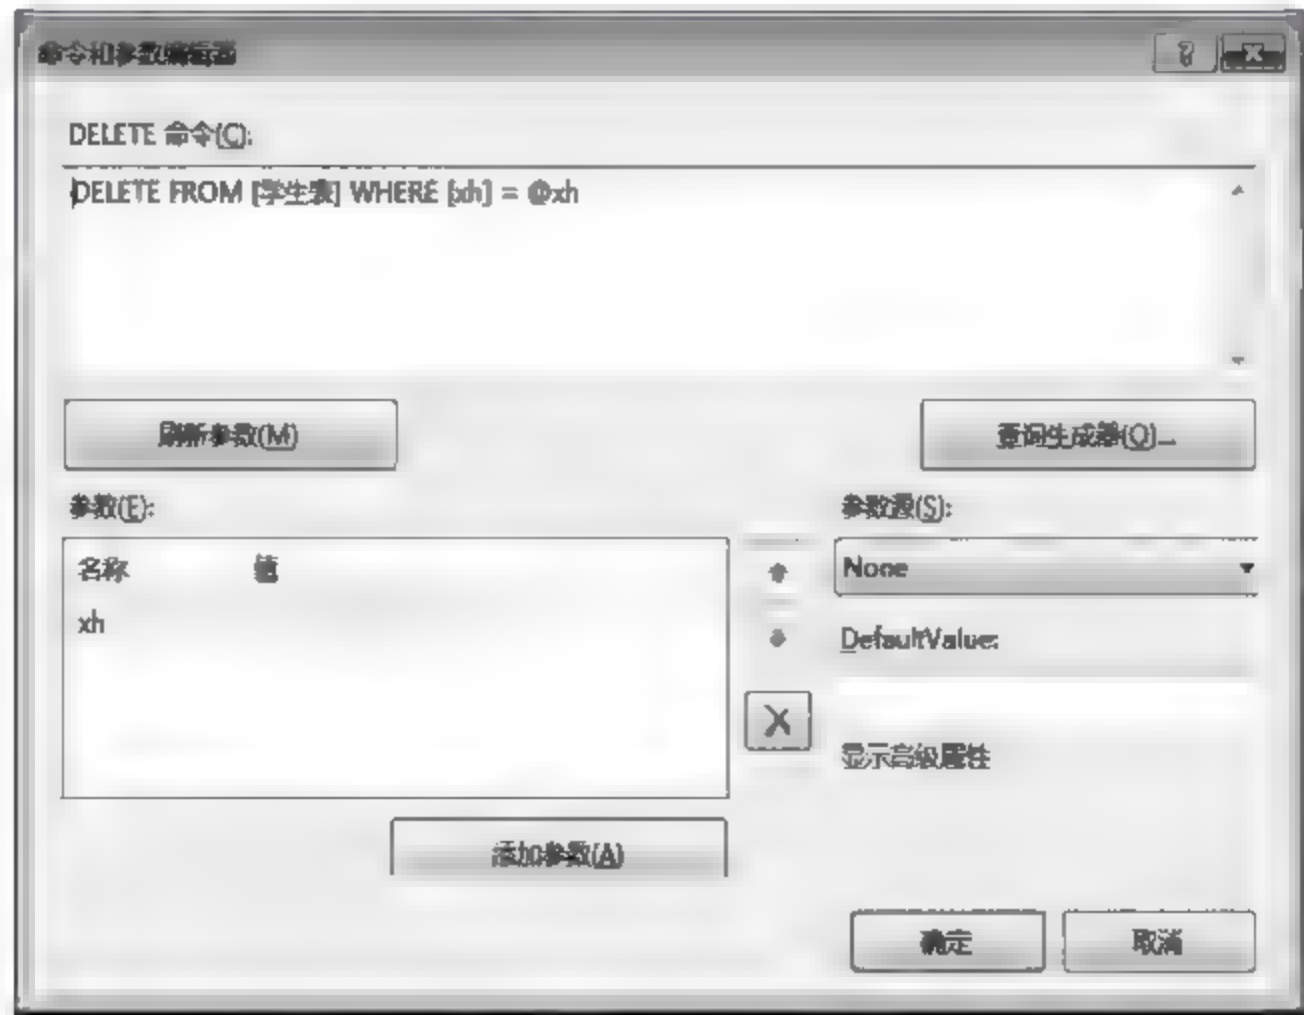 命令和参数编辑器
DELETE 命令(C):
DELETE FROM [学生表] WHERE [xh] = @xh
刷新参数(M)
查询生成器(Q)...
参数(E):
参数源(S):
名称 值
None
xh
DefaultValue:
显示高级属性
添加参数(A)
确定
取消